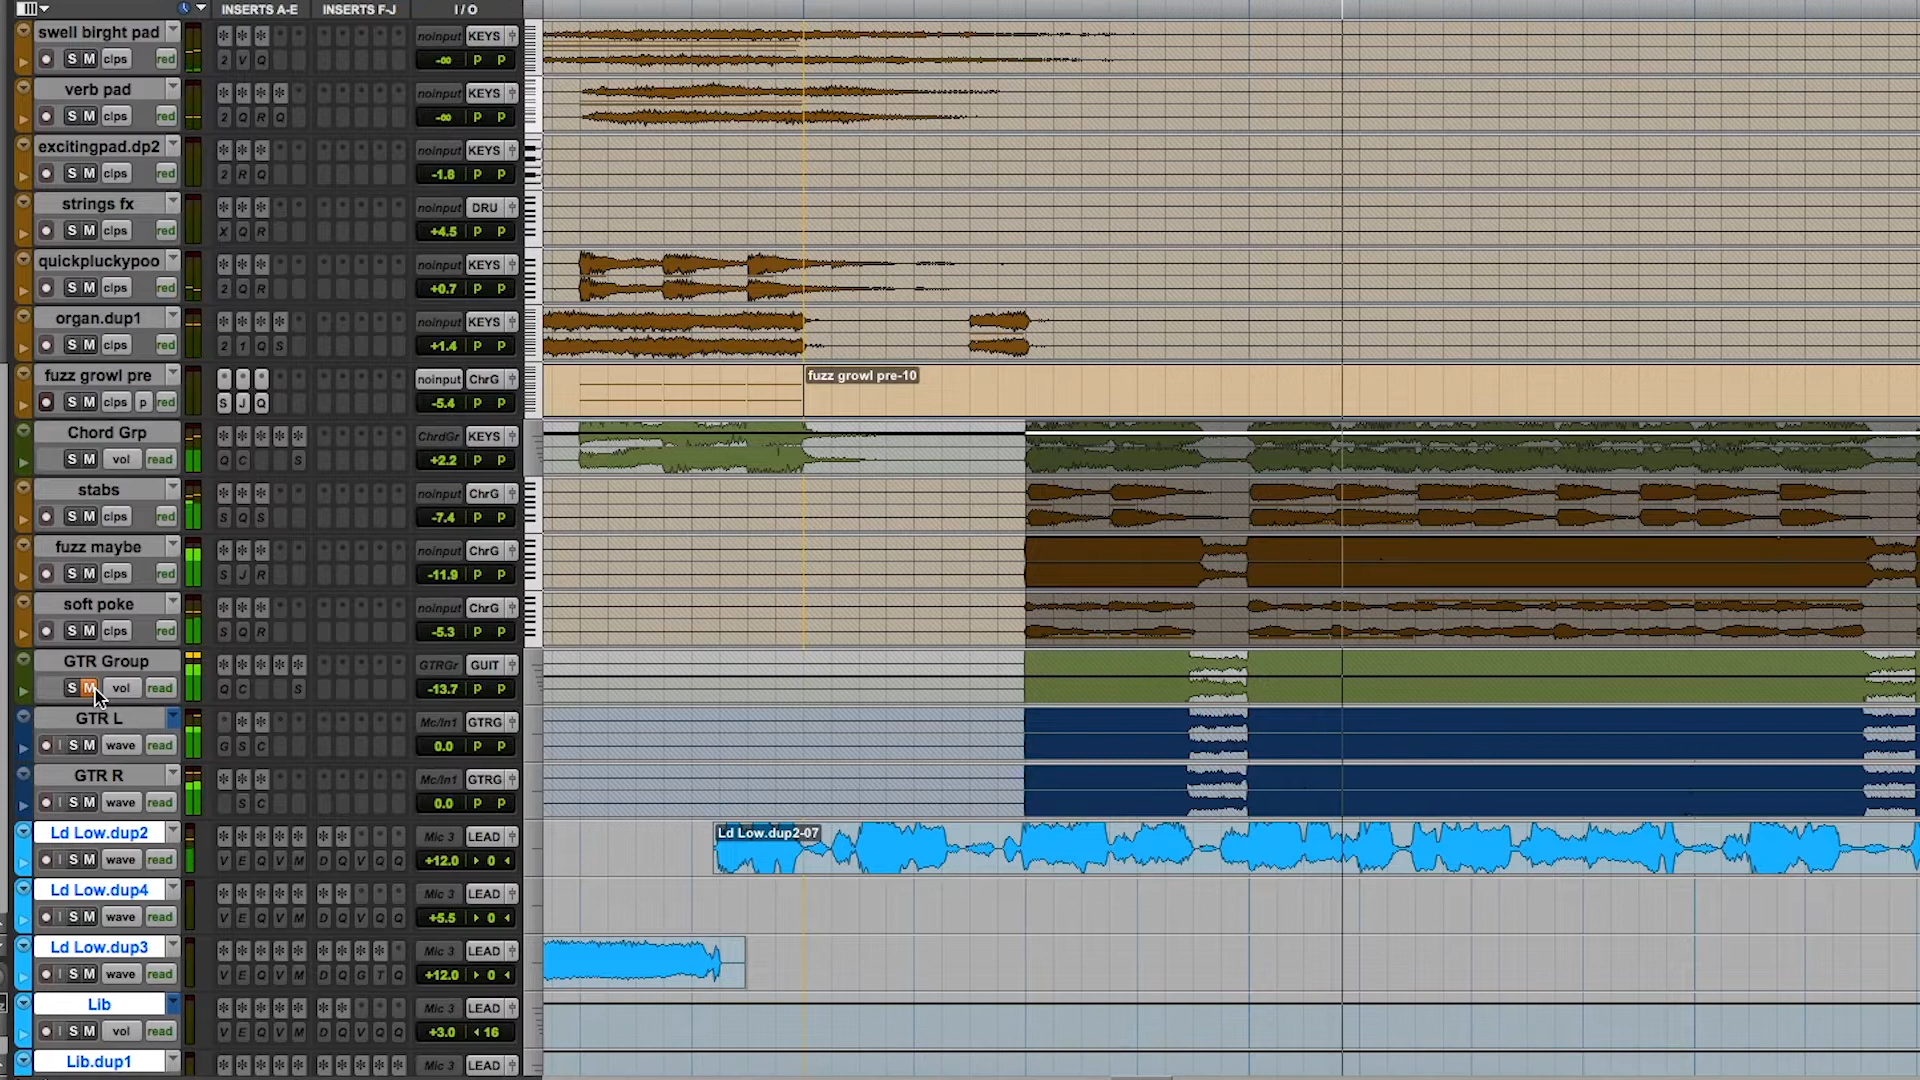 INSERTS A-E INSERTS F-J I / O
swell birght pad noinput KEYS
S M clps red 2 V Q -∞ P P
verb pad noinput KEYS
S M clps red 2 Q R Q -∞ P P
excitingpad.dp2 noinput KEYS
S M clps red 2 R Q -1.8 P P
strings fx noinput DRU
S M clps red X Q R +4.5 P P
quickpluckypoo noinput KEYS
S M clps red 2 Q R +0.7 P P
organ.dup1 noinput KEYS
S M clps red 2 1 Q S +1.4 P P
fuzz growl pre noinput ChrG fuzz growl pre-10
S M clps p red S J Q -5.4 P P
Chord Grp ChrdGr KEYS
S M vol read Q C S +2.2 P P
stabs noinput ChrG
S M clps red S Q S -7.4 P P
fuzz maybe noinput ChrG
S M clps red S J R -11.9 P P
soft poke noinput ChrG
S M clps red S Q R -5.3 P P
GTR Group GTRGr GUIT
S M vol read Q C S -13.7 P P
GTR L Mc/In1 GTRG
I S M wave read G S C 0.0 P P
GTR R Mc/In1 GTRG
I S M wave read S C 0.0 P P
Ld Low.dup2 Mic 3 LEAD Ld Low.dup2-07
I S M wave read V E Q V M D Q V Q Q +12.0 0
Ld Low.dup4 Mic 3 LEAD
I S M wave read V E Q V M D Q V Q Q +5.5 0
Ld Low.dup3 Mic 3 LEAD
I S M wave read V E Q V M D Q G T Q +12.0 0
Lib Mic 3 LEAD
I S M vol read V E Q V M D Q V Q Q +3.0 16
Lib.dup1 Mic 3 LEAD